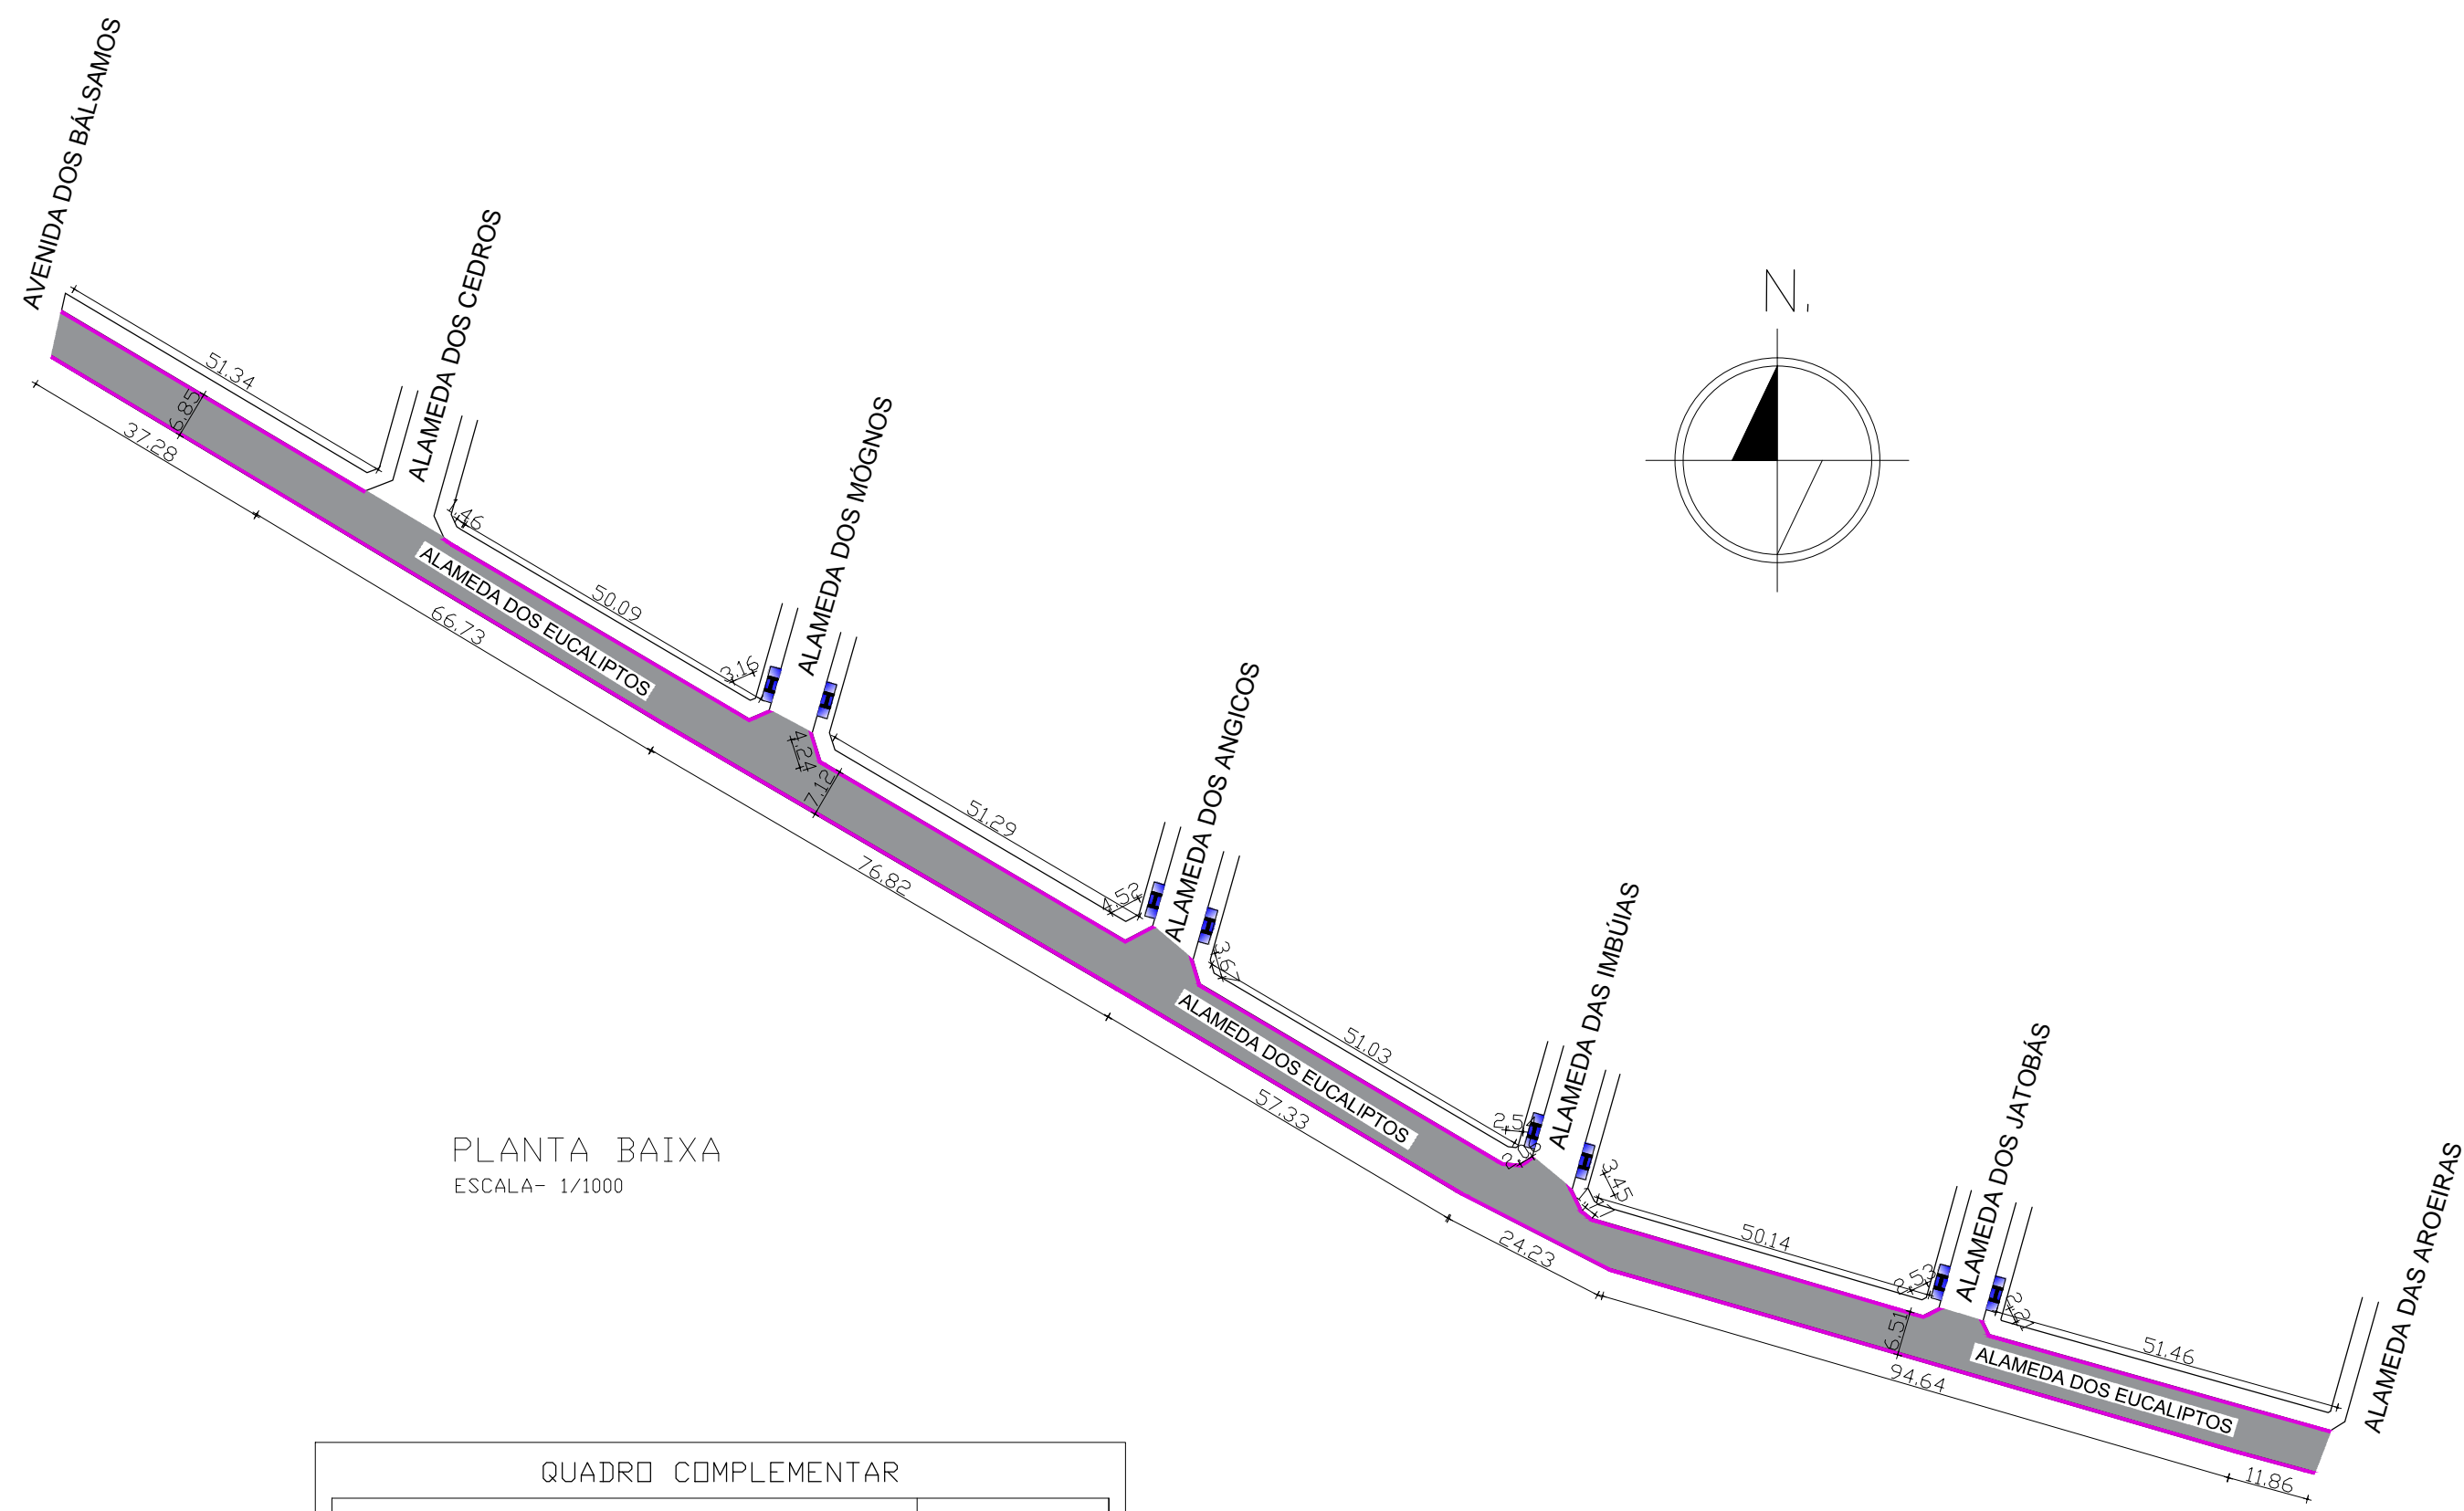 AVENIDA DOS BÁLSAMOS
51.34
6.85
37.28
ALAMEDA DOS CEDROS
1.46
ALAMEDA DOS EUCALIPTOS
50.09
66.73
3.16
ALAMEDA DOS MÓGNOS
4.24
7.12
51.29
76.82
4.52
ALAMEDA DOS ANGICOS
3.67
ALAMEDA DOS EUCALIPTOS
51.03
57.33
2.54
ALAMEDA DAS IMBÚIAS
3.45
24.23
50.14
2.53
6.51
94.64
ALAMEDA DOS JATOBÁS
51.46
ALAMEDA DOS EUCALIPTOS
11.86
ALAMEDA DAS AROEIRAS
N.
PLANTA BAIXA
ESCALA- 1/1000
QUADRO COMPLEMENTAR